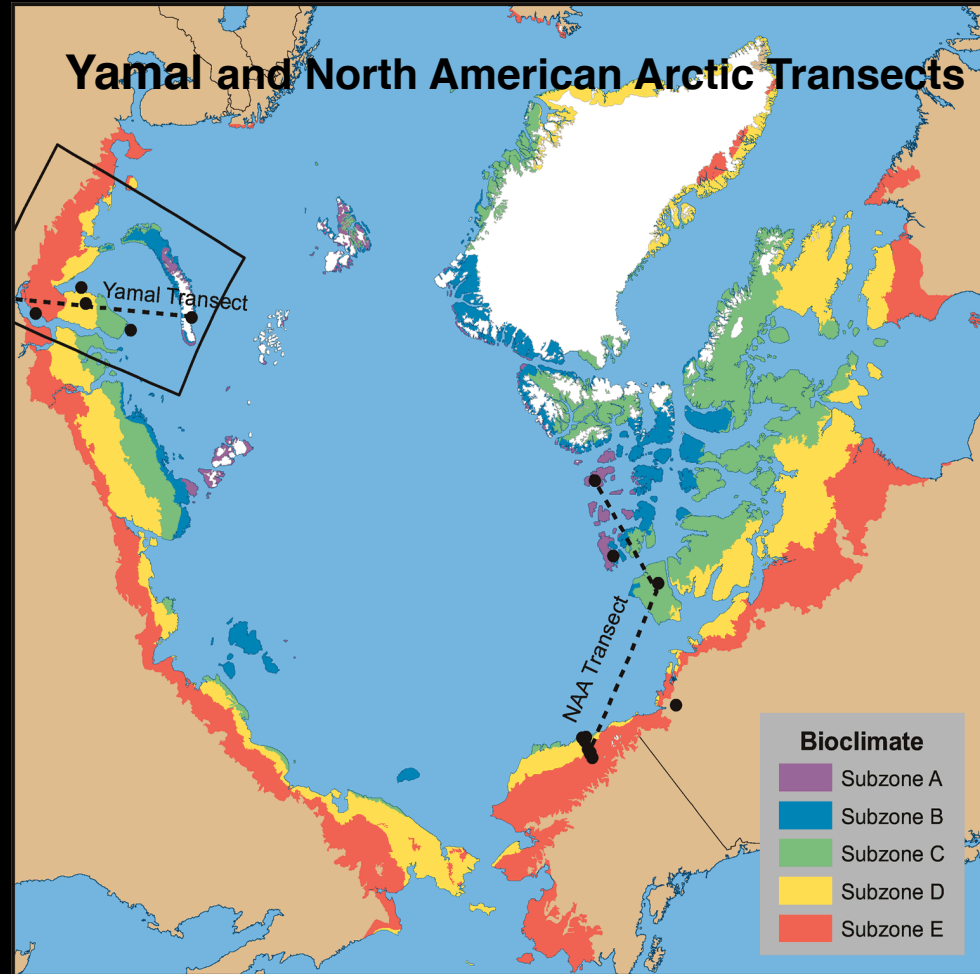 Yamal and North American Arctic Transects
Yamal Transect
NAA Transect
Bioclimate
Subzone A
Subzone B
Subzone C
Subzone D
Subzone E